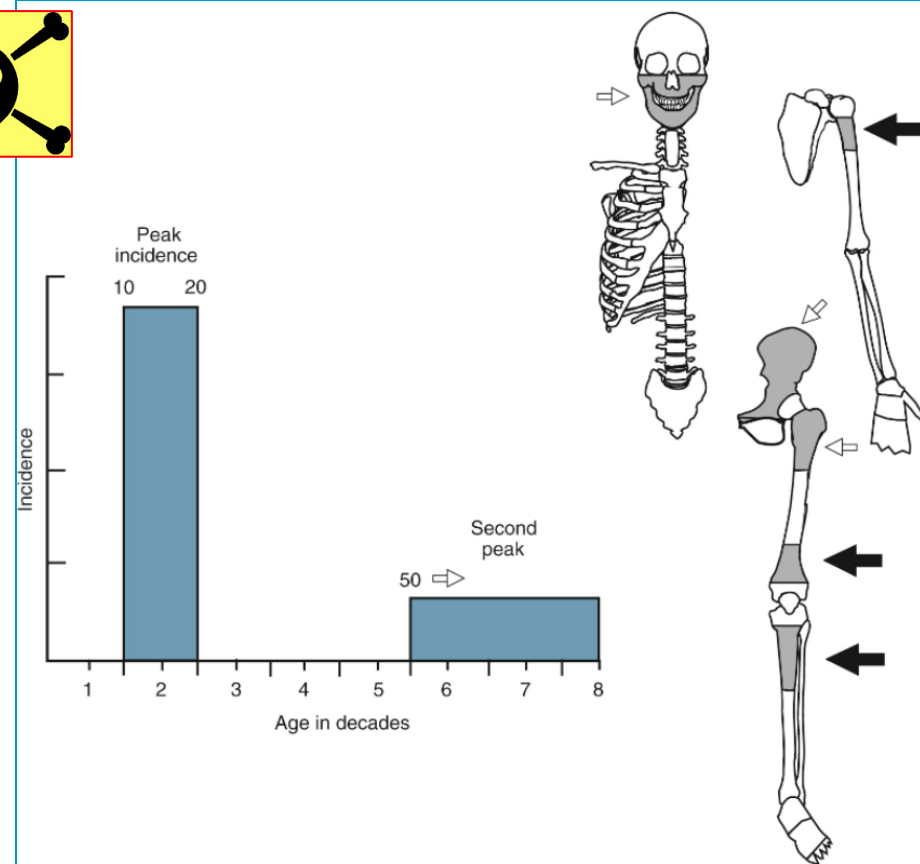 Peak
incidence
10 20
Incidence
Second
peak
50
1 2 3 4 5 6 7 8
Age in decades